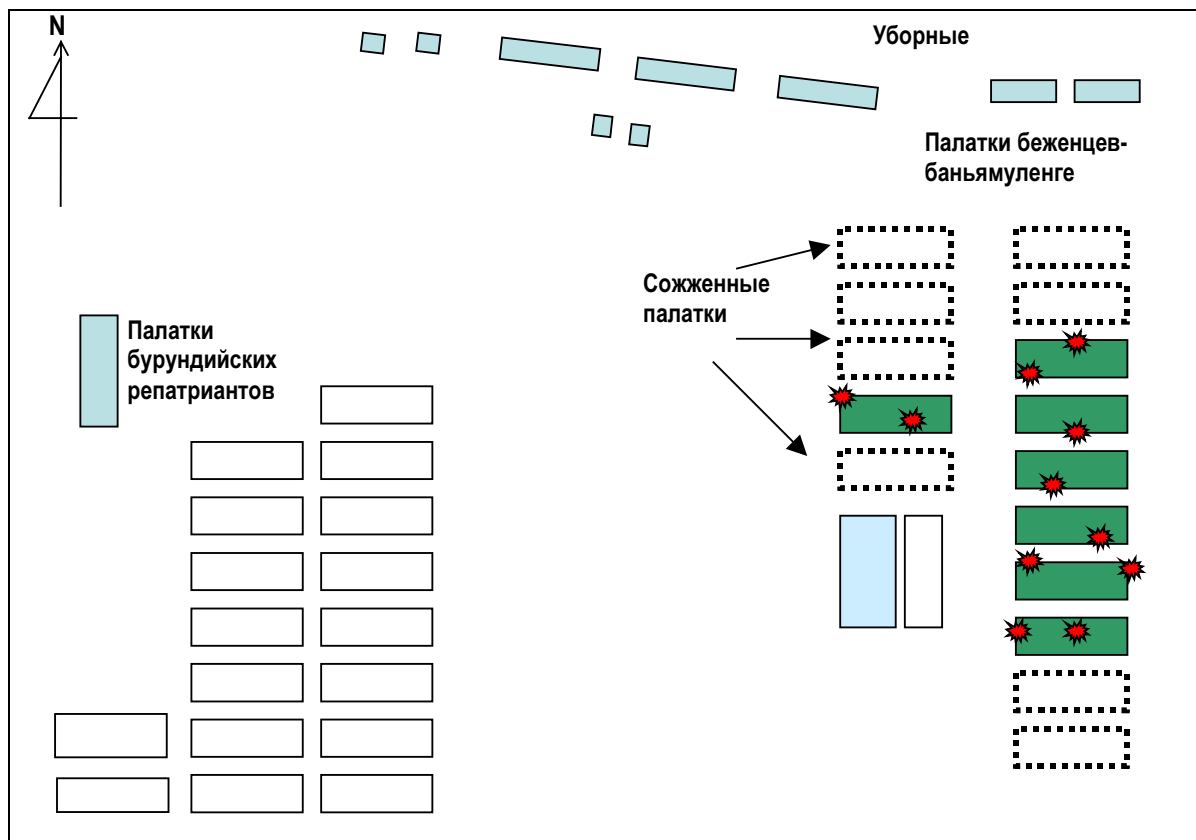 N
Уборные
Палатки беженцев-
баньямуленге
Сожженные
палатки
Палатки
бурундийских
репатриантов